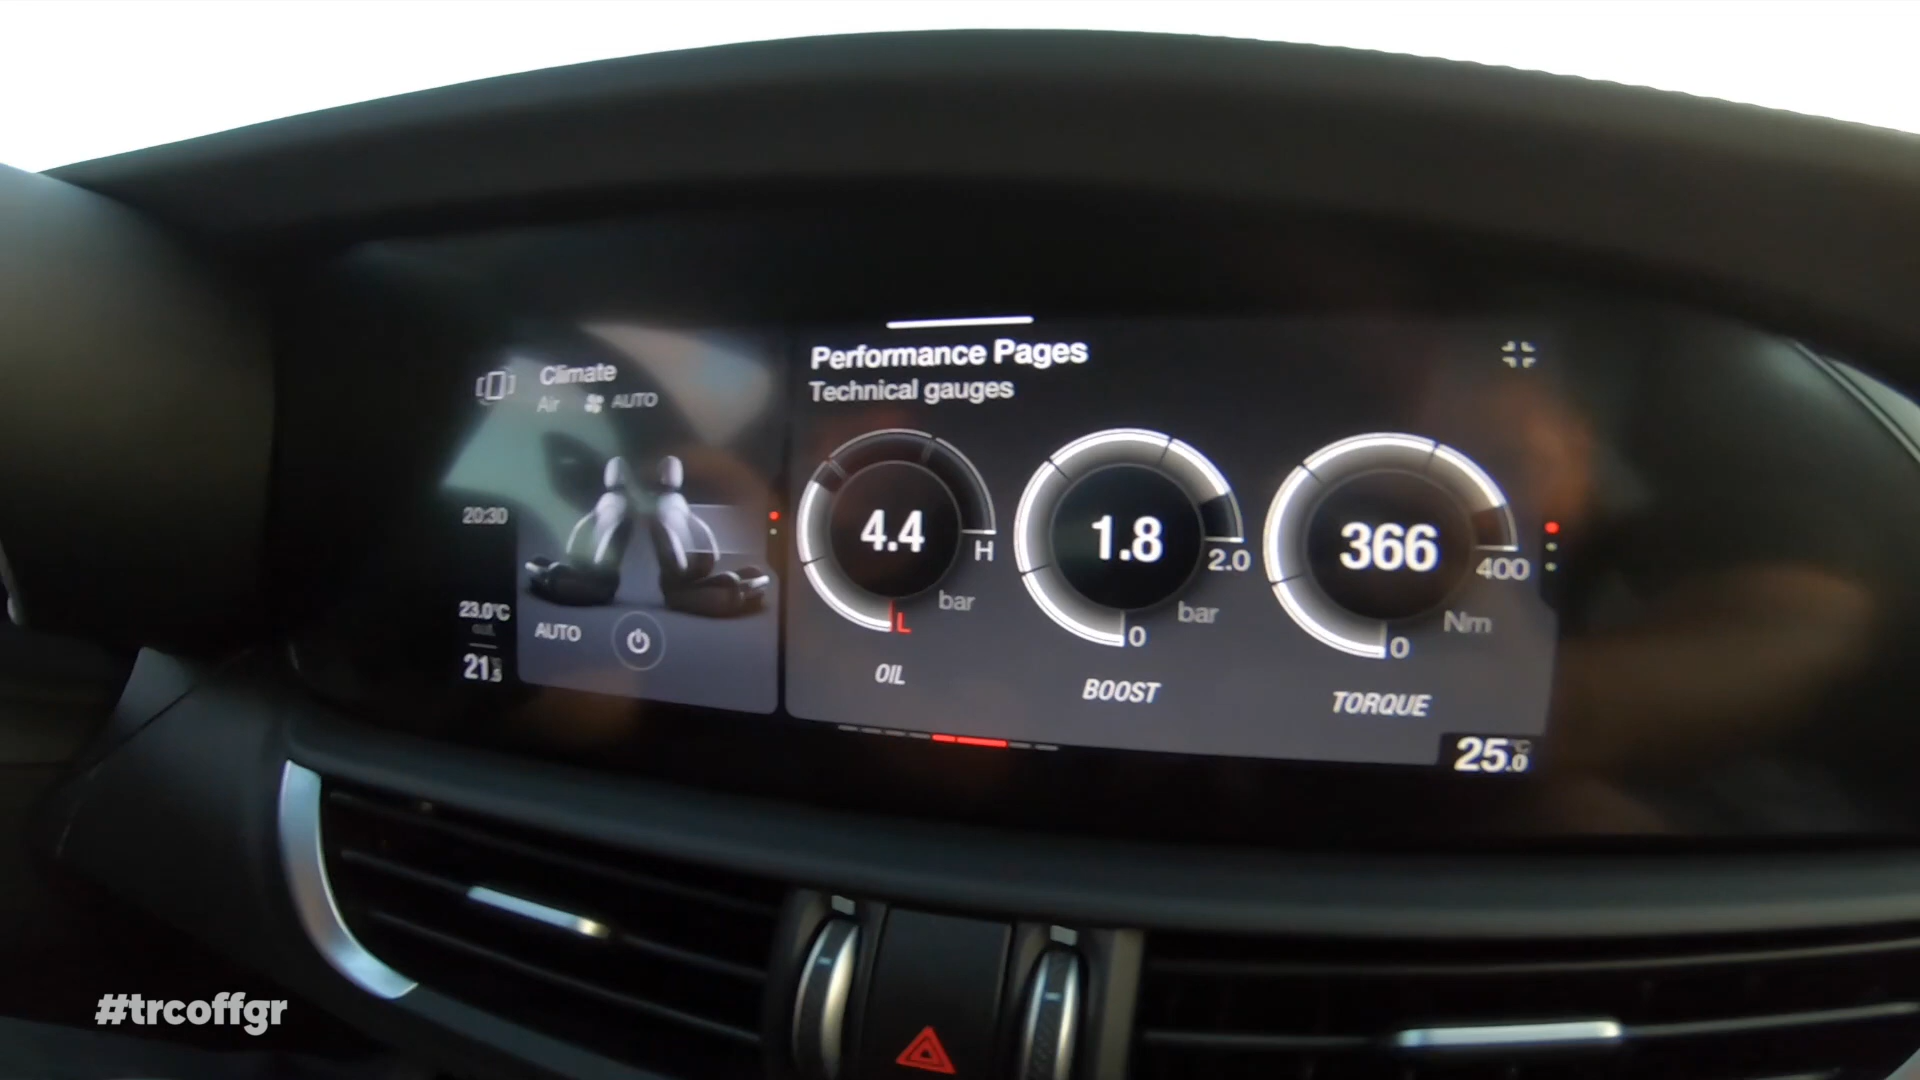 Climate
Air AUTO
20:30
23.0°C
21.5
AUTO
Performance Pages
Technical gauges
4.4
H
L
bar
OIL
1.8
2.0
0
bar
BOOST
366
400
0
Nm
TORQUE
25.0°C
#trcoffgr